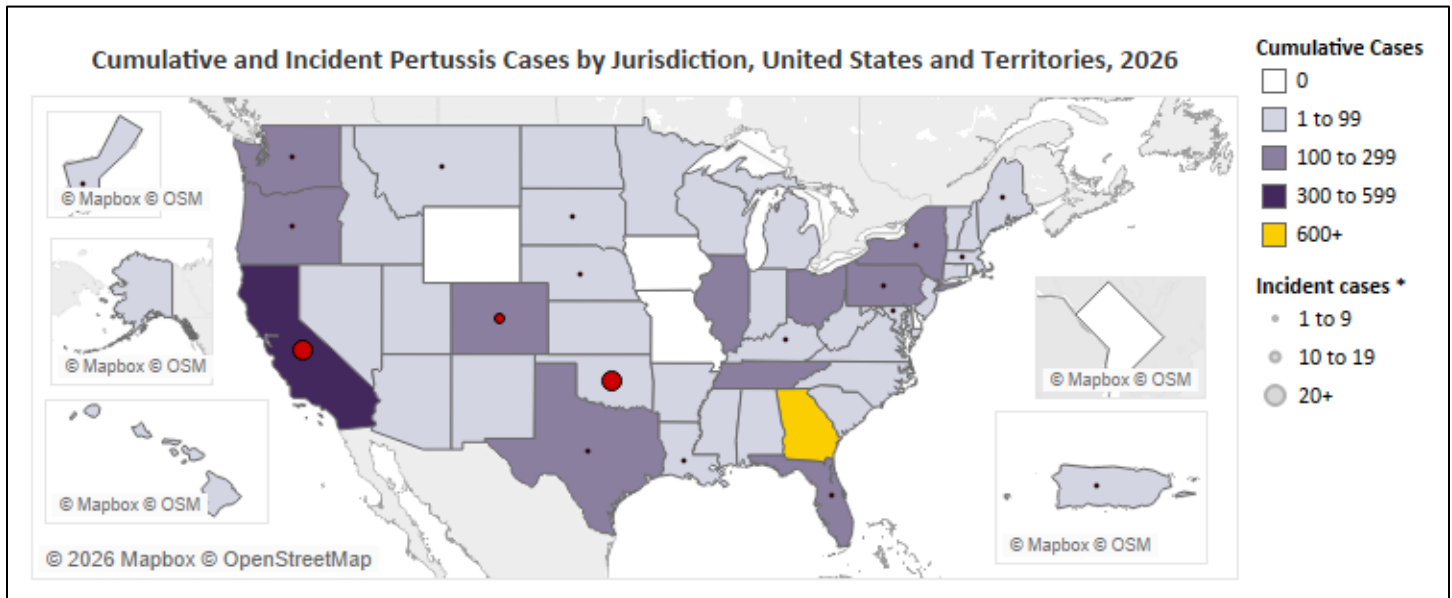 Cumulative and Incident Pertussis Cases by Jurisdiction, United States and Territories, 2026
© Mapbox © OSM
© Mapbox © OSM
© Mapbox © OSM
© 2026 Mapbox © OpenStreetMap
© Mapbox © OSM
© Mapbox © OSM
Cumulative Cases
0
1 to 99
100 to 299
300 to 599
600+
Incident cases *
1 to 9
10 to 19
20+